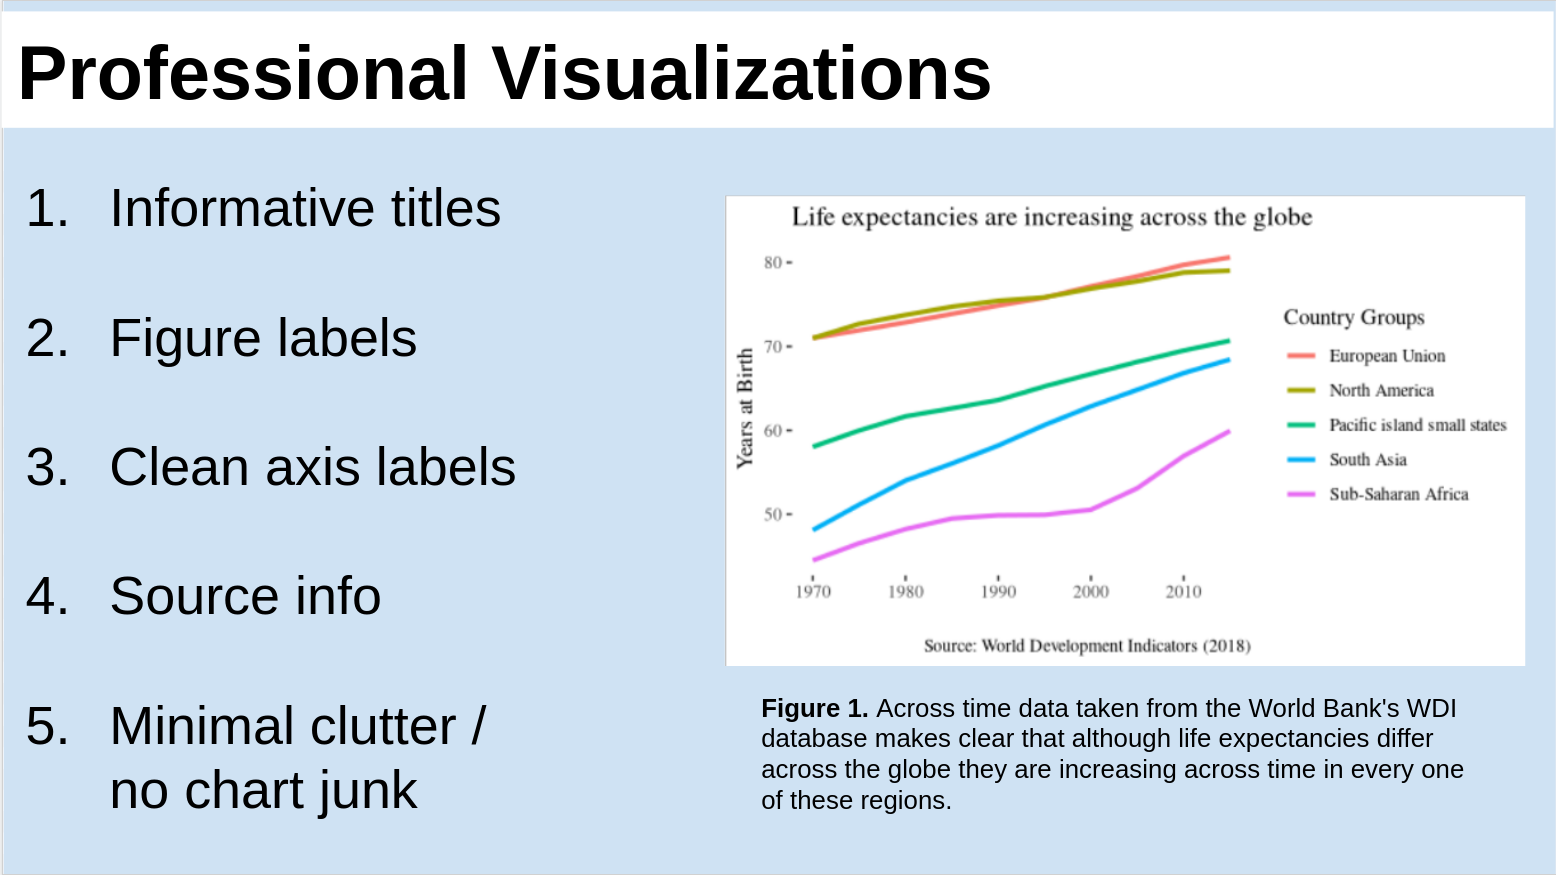 Professional Visualizations
1. Informative titles
2. Figure labels
3. Clean axis labels
4. Source info
5. Minimal clutter /
no chart junk
Life expectancies are increasing across the globe
Years at Birth
80
70
60
50
1970 1980 1990 2000 2010
Country Groups
European Union
North America
Pacific island small states
South Asia
Sub-Saharan Africa
Source: World Development Indicators (2018)
Figure 1. Across time data taken from the World Bank's WDI
database makes clear that although life expectancies differ
across the globe they are increasing across time in every one
of these regions.